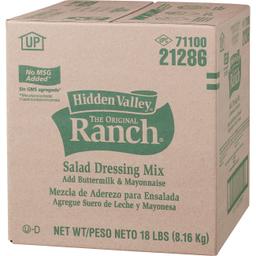 UP
UPC 71100
21286
No MSG
Added*
Sin GMS agregado*
Hidden Valley®
THE ORIGINAL
Ranch®
Salad Dressing Mix
Add Buttermilk & Mayonnaise
Mezcla de Aderezo para Ensalada
Agregue Suero de Leche y Mayonesa
U-D NET WT/PESO NETO 18 LBS (8.16 kg)